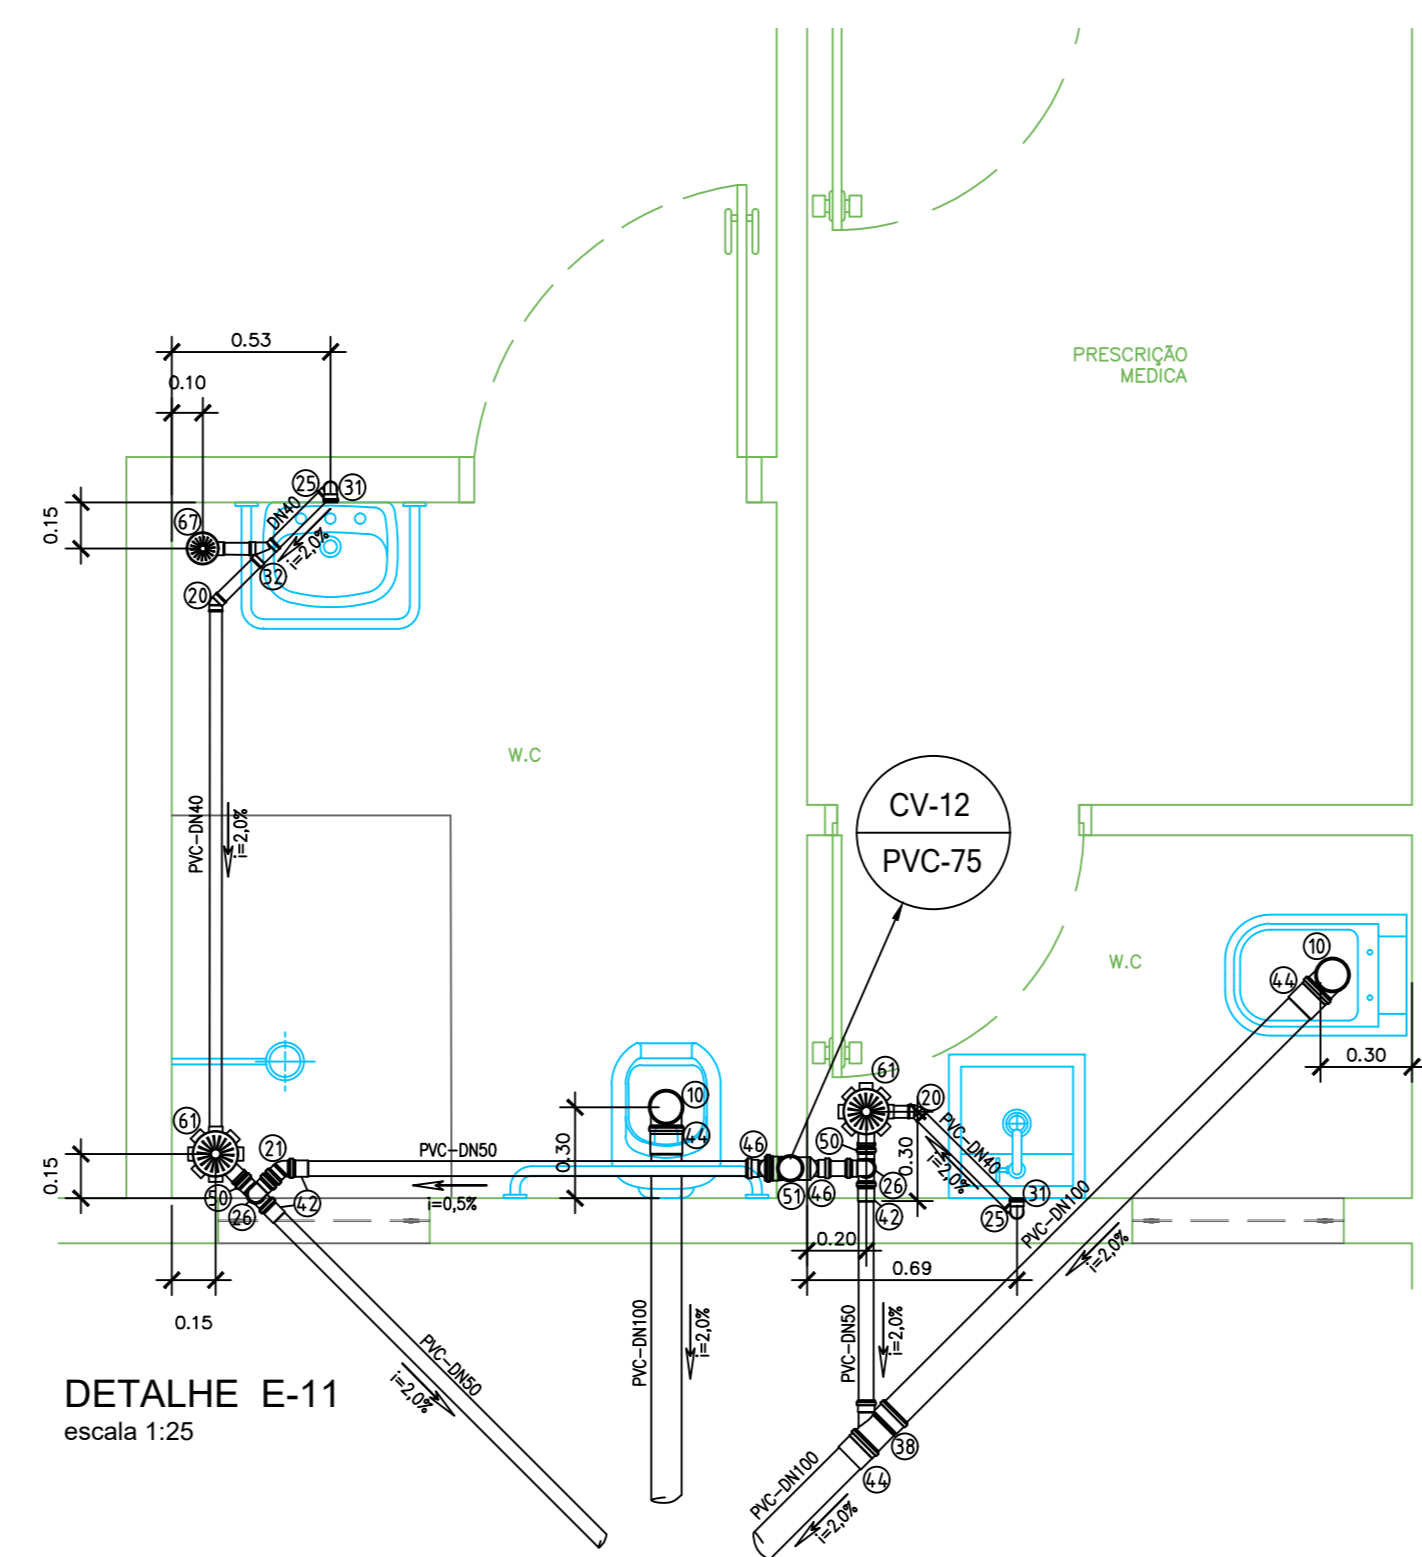 0.53
0.10
PRESCRIÇÃO
MEDICA
25
31
DN40
0.15
67
i=2,0%
32
20
W.C
PVC-DN40
i=2,0%
CV-12
PVC-75
W.C
10
44
0.30
61
20
10
61
50
44
46
21
PVC-DN50
0.30
0.30
PVC-DN40
i=2,0%
0.15
50
26
42
i=0,5%
51
46
26
42
31
25
PVC-DN100
i=2,0%
0.20
0.69
0.15
PVC-DN50
i=2,0%
PVC-DN100
i=2,0%
PVC-DN50
i=2,0%
DETALHE E-11
escala 1:25
38
44
PVC-DN100
i=2,0%